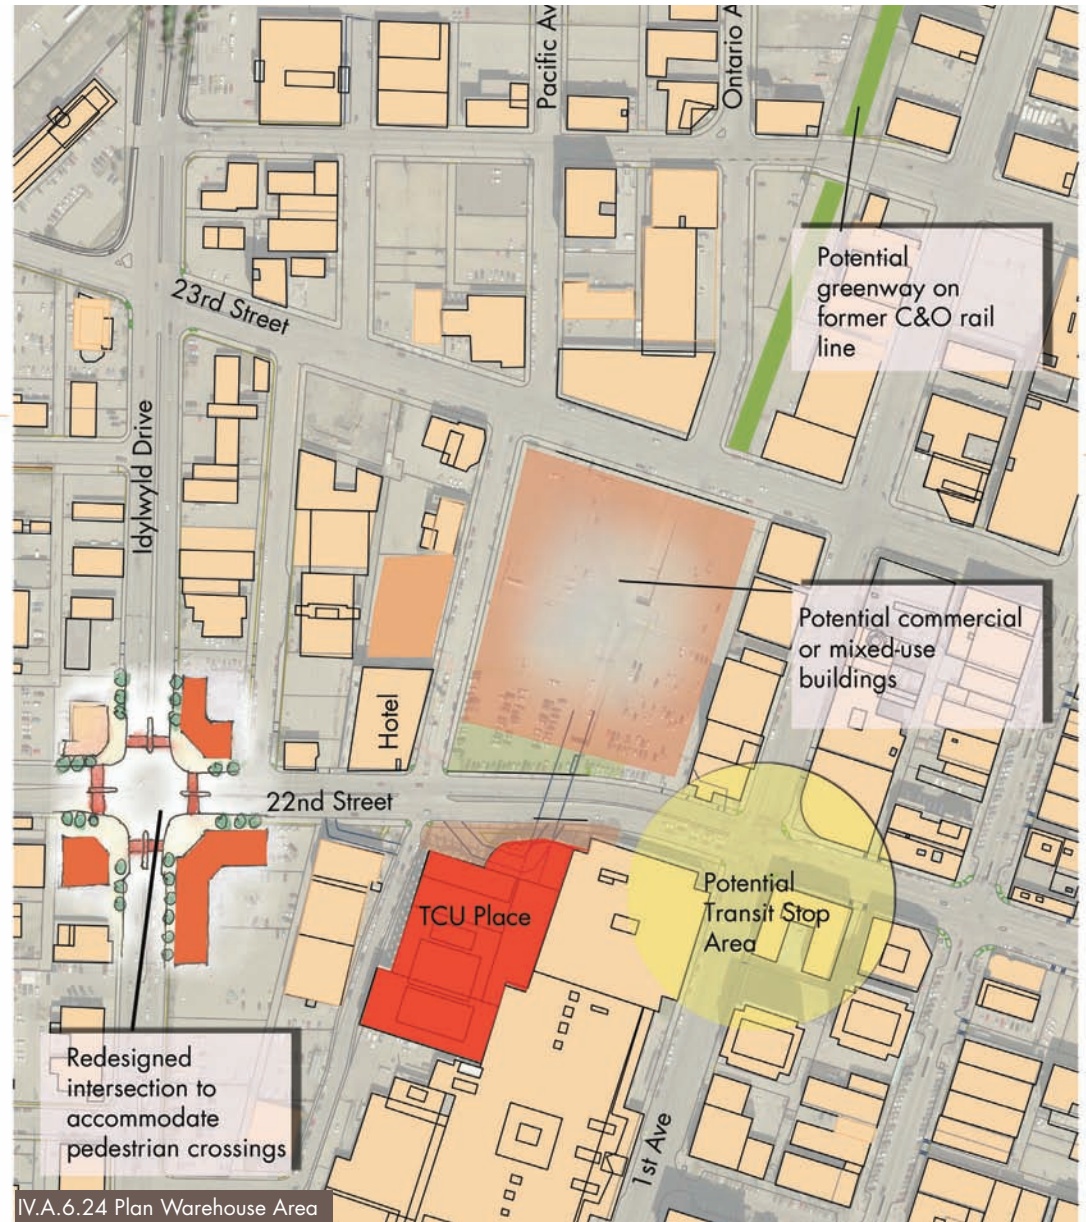 Pacific Av
Ontario A
Potential
greenway on
former C&O rail
line
23rd Street
Idylwyld Drive
Potential commercial
or mixed-use
buildings
Hotel
22nd Street
TCU Place
Potential
Transit Stop
Area
Redesigned
intersection to
accommodate
pedestrian crossings
1st Ave
IV.A.6.24 Plan Warehouse Area